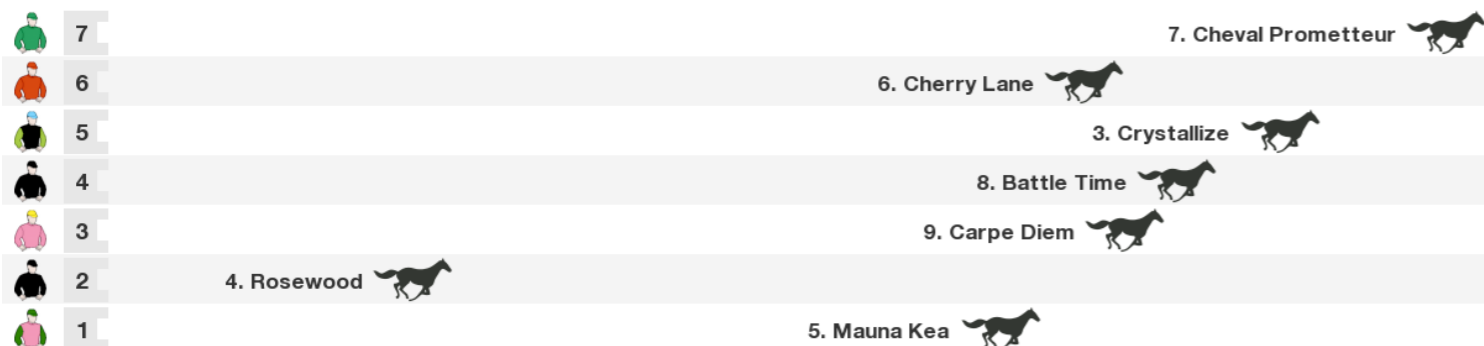 7 7. Cheval Prometteur
6 6. Cherry Lane
5 3. Crystallize
4 8. Battle Time
3 9. Carpe Diem
2 4. Rosewood
1 5. Mauna Kea